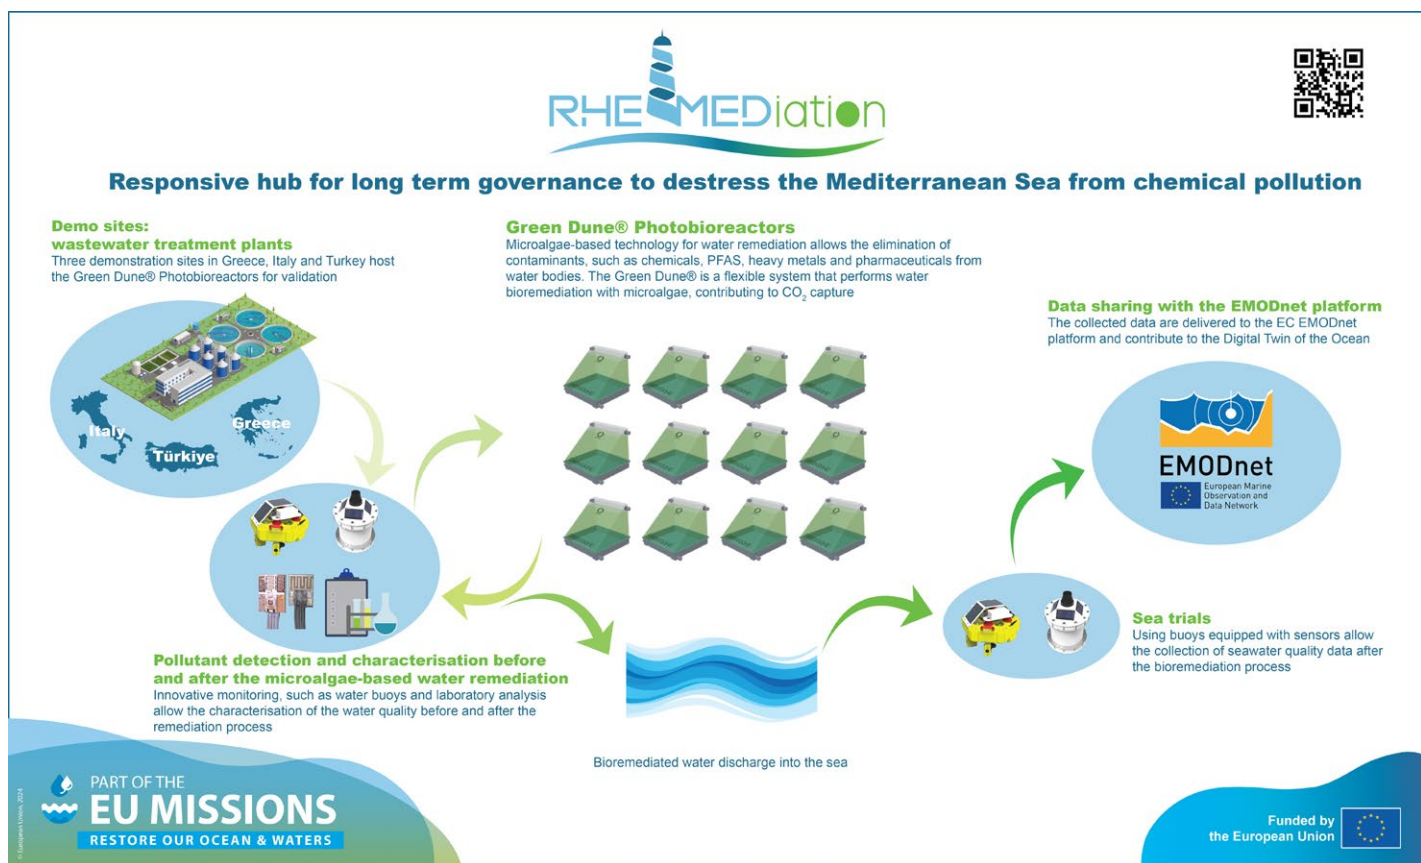 RHEMEDiation
Responsive hub for long term governance to destress the Mediterranean Sea from chemical pollution
Demo sites:
wastewater treatment plants
Three demonstration sites in Greece, Italy and Turkey host
the Green Dune® Photobioreactors for validation
Italy
Türkiye
Greece
Green Dune® Photobioreactors
Microalgae-based technology for water remediation allows the elimination of
contaminants, such as chemicals, PFAS, heavy metals and pharmaceuticals from
water bodies. The Green Dune® is a flexible system that performs water
bioremediation with microalgae, contributing to CO₂ capture
Pollutant detection and characterisation before
and after the microalgae-based water remediation
Innovative monitoring, such as water buoys and laboratory analysis
allow the characterisation of the water quality before and after the
remediation process
Bioremediated water discharge into the sea
Sea trials
Using buoys equipped with sensors allow
the collection of seawater quality data after
the bioremediation process
Data sharing with the EMODnet platform
The collected data are delivered to the EC EMODnet
platform and contribute to the Digital Twin of the Ocean
EMODnet
European Marine
Observation and
Data Network
© European Union, 2024
PART OF THE
EU MISSIONS
RESTORE OUR OCEAN & WATERS
Funded by
the European Union